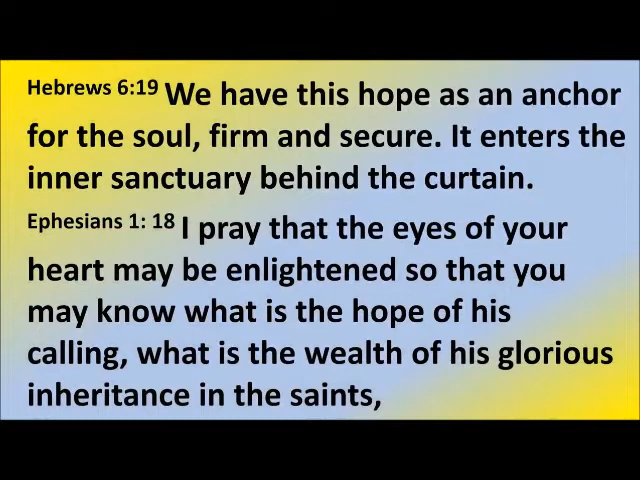 Hebrews 6:19 We have this hope as an anchor
for the soul, firm and secure. It enters the
inner sanctuary behind the curtain.
Ephesians 1: 18 I pray that the eyes of your
heart may be enlightened so that you
may know what is the hope of his
calling, what is the wealth of his glorious
inheritance in the saints,